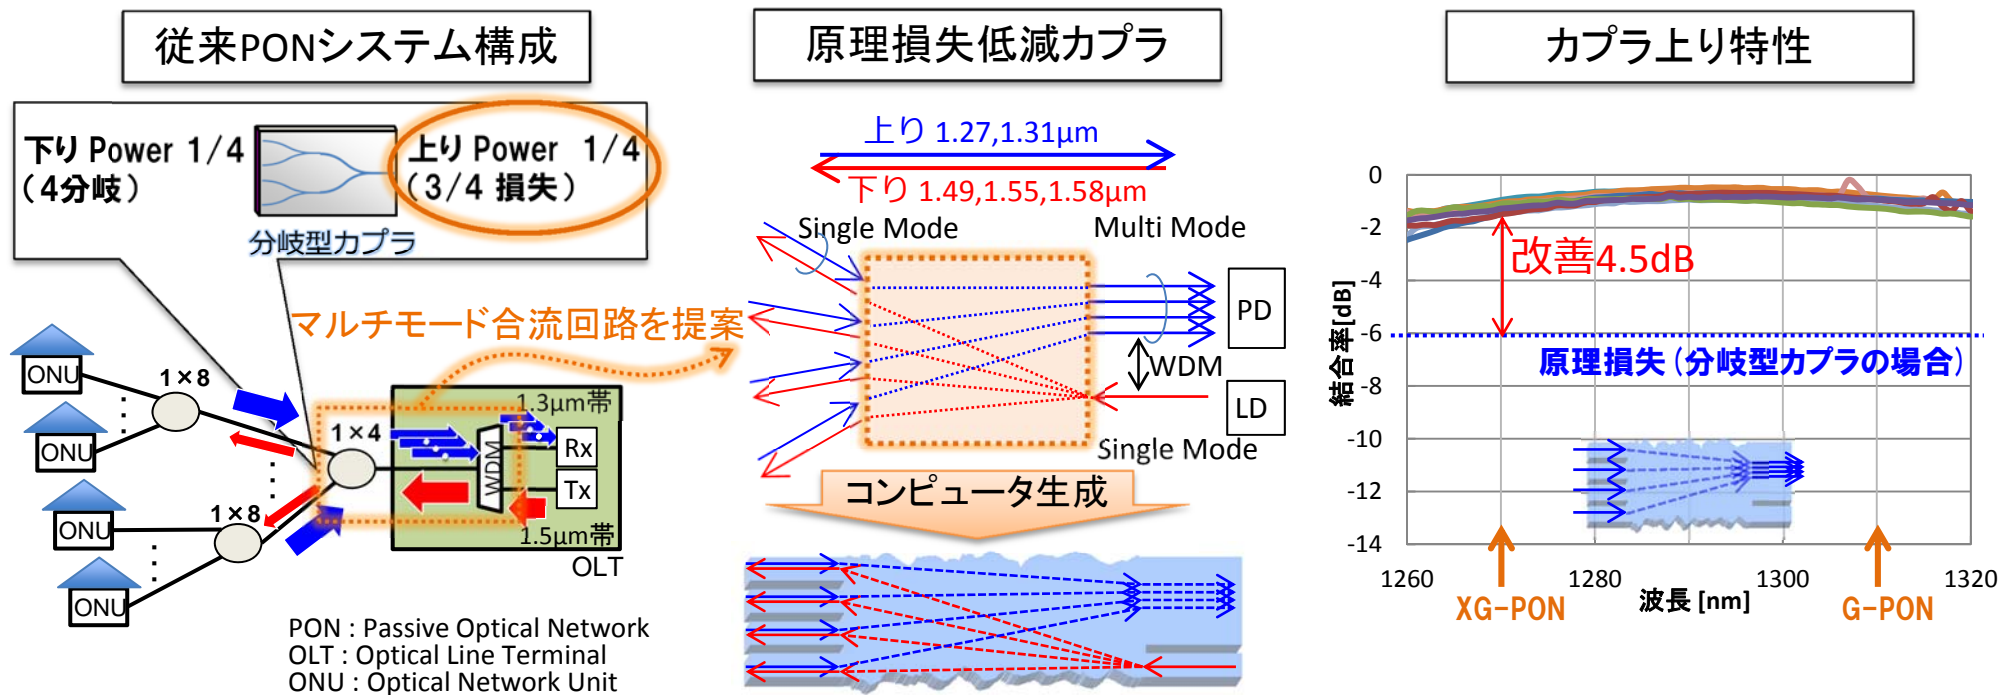 従来PONシステム構成
下り Power 1/4
(4分岐)
上り Power 1/4
(3/4 損失)
分岐型カプラ
マルチモード合流回路を提案
ONU
ONU
ONU
ONU
1×8
1×8
1×4
1.3µm帯
WDM
Rx
Tx
1.5µm帯
OLT
PON : Passive Optical Network
OLT : Optical Line Terminal
ONU : Optical Network Unit
原理損失低減カプラ
上り 1.27,1.31µm
下り 1.49,1.55,1.58µm
Single Mode
Multi Mode
PD
WDM
LD
Single Mode
コンピュータ生成
カプラ上り特性
0
-2
-4
-6
-8
-10
-12
-14
結合率[dB]
改善4.5dB
原理損失(分岐型カプラの場合)
1260
1280
1300
1320
波長 [nm]
XG-PON
G-PON